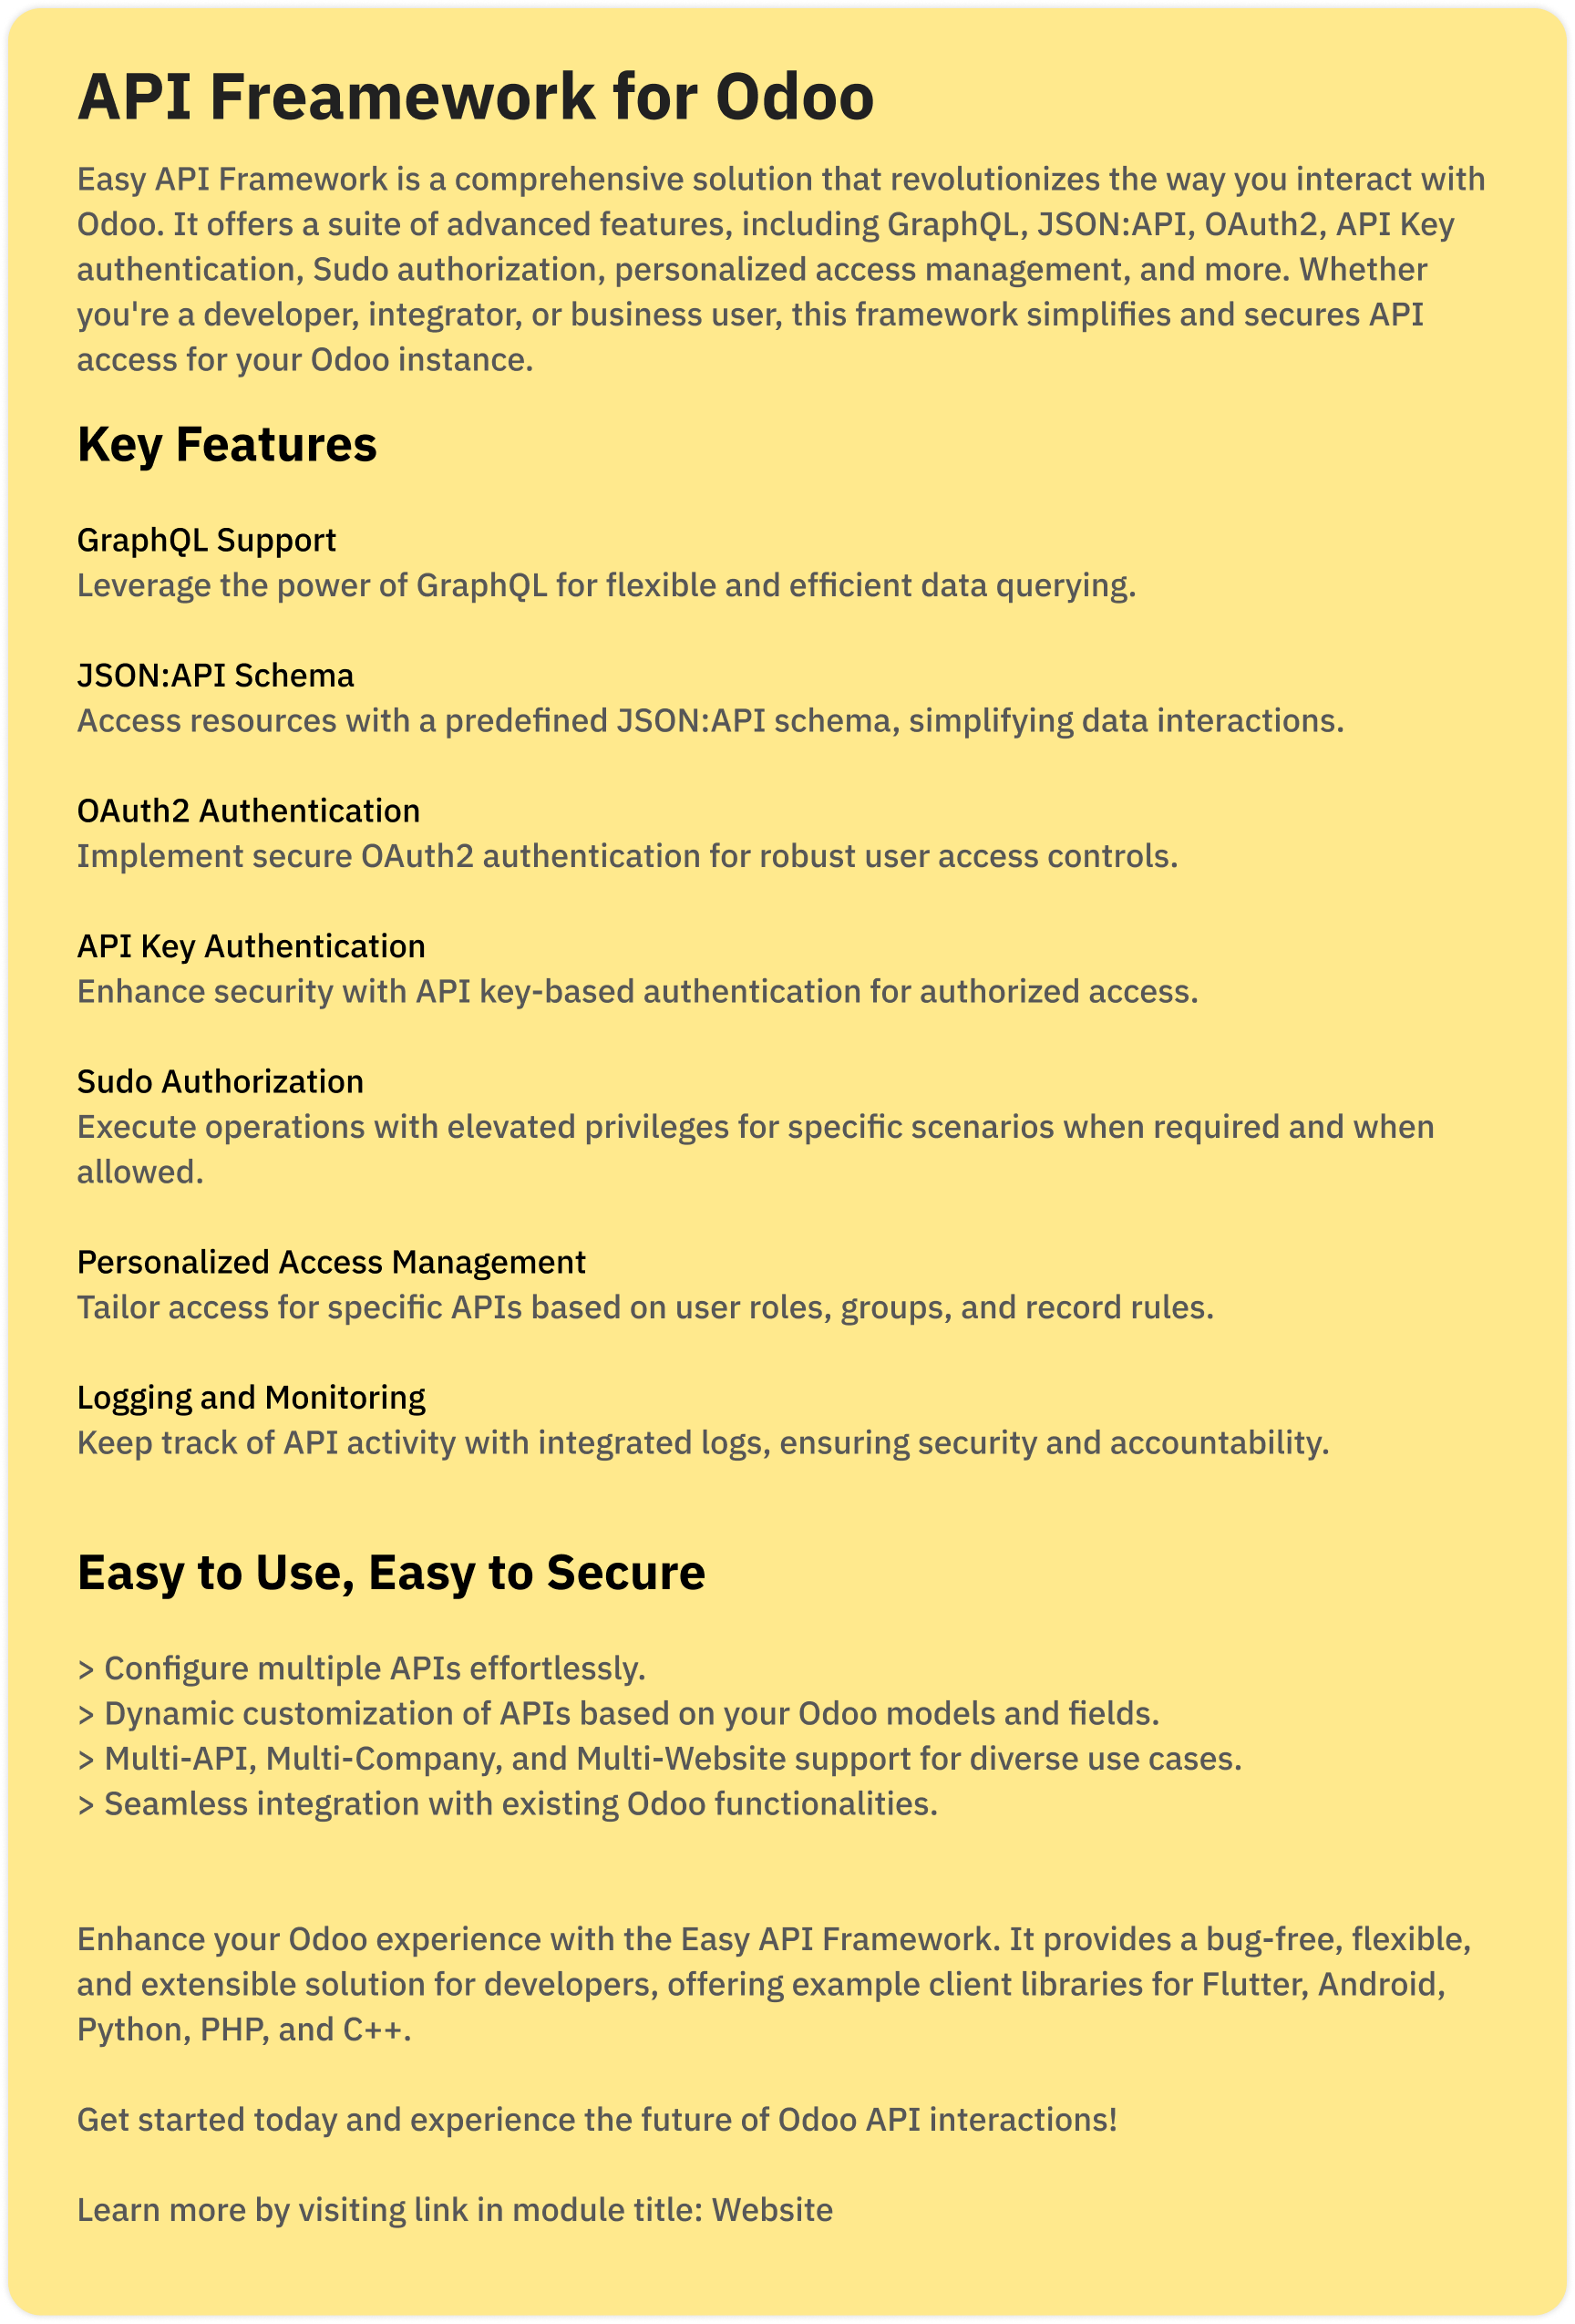 API Freamework for Odoo
Easy API Framework is a comprehensive solution that revolutionizes the way you interact with
Odoo. It offers a suite of advanced features, including GraphQL, JSON:API, OAuth2, API Key
authentication, Sudo authorization, personalized access management, and more. Whether
you're a developer, integrator, or business user, this framework simplifies and secures API
access for your Odoo instance.
Key Features
GraphQL Support
Leverage the power of GraphQL for flexible and efficient data querying.
JSON:API Schema
Access resources with a predefined JSON:API schema, simplifying data interactions.
OAuth2 Authentication
Implement secure OAuth2 authentication for robust user access controls.
API Key Authentication
Enhance security with API key-based authentication for authorized access.
Sudo Authorization
Execute operations with elevated privileges for specific scenarios when required and when
allowed.
Personalized Access Management
Tailor access for specific APIs based on user roles, groups, and record rules.
Logging and Monitoring
Keep track of API activity with integrated logs, ensuring security and accountability.
Easy to Use, Easy to Secure
> Configure multiple APIs effortlessly.
> Dynamic customization of APIs based on your Odoo models and fields.
> Multi-API, Multi-Company, and Multi-Website support for diverse use cases.
> Seamless integration with existing Odoo functionalities.
Enhance your Odoo experience with the Easy API Framework. It provides a bug-free, flexible,
and extensible solution for developers, offering example client libraries for Flutter, Android,
Python, PHP, and C++.
Get started today and experience the future of Odoo API interactions!
Learn more by visiting link in module title: Website